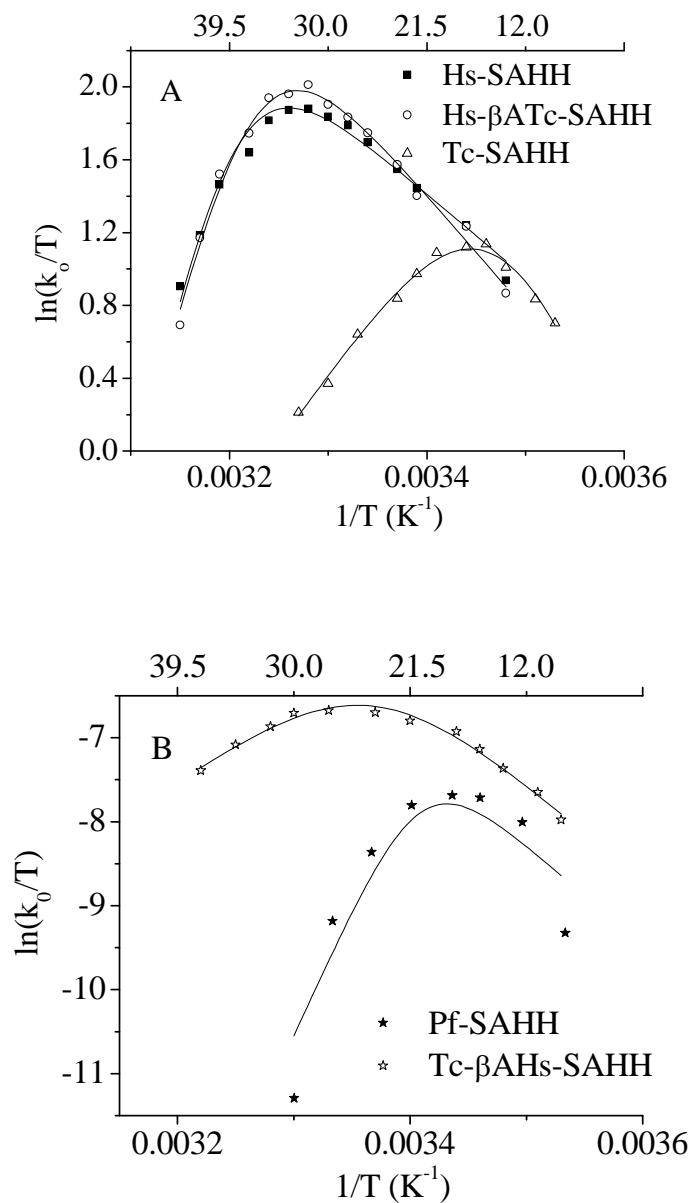 39.5 30.0 21.5 12.0
A
Hs-SAHH
Hs-βATc-SAHH
Tc-SAHH
2.0
1.6
1.2
0.8
0.4
0.0
ln(kₒ/T)
0.0032 0.0034 0.0036
1/T (K⁻¹)
39.5 30.0 21.5 12.0
B
-7
-8
-9
-10
-11
ln(k₀/T)
Pf-SAHH
Tc-βAHs-SAHH
0.0032 0.0034 0.0036
1/T (K⁻¹)